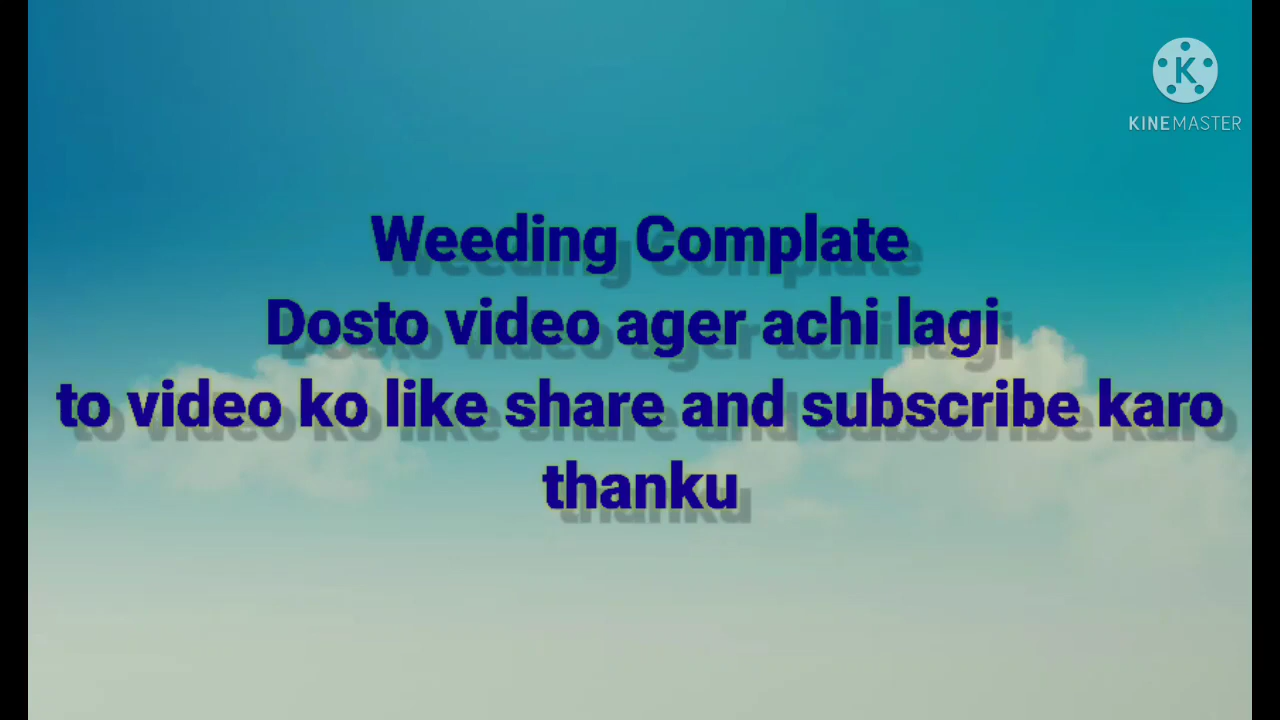 K
KINEMASTER
Weeding Complate
Dosto video ager achi lagi
to video ko like share and subscribe karo
thanku